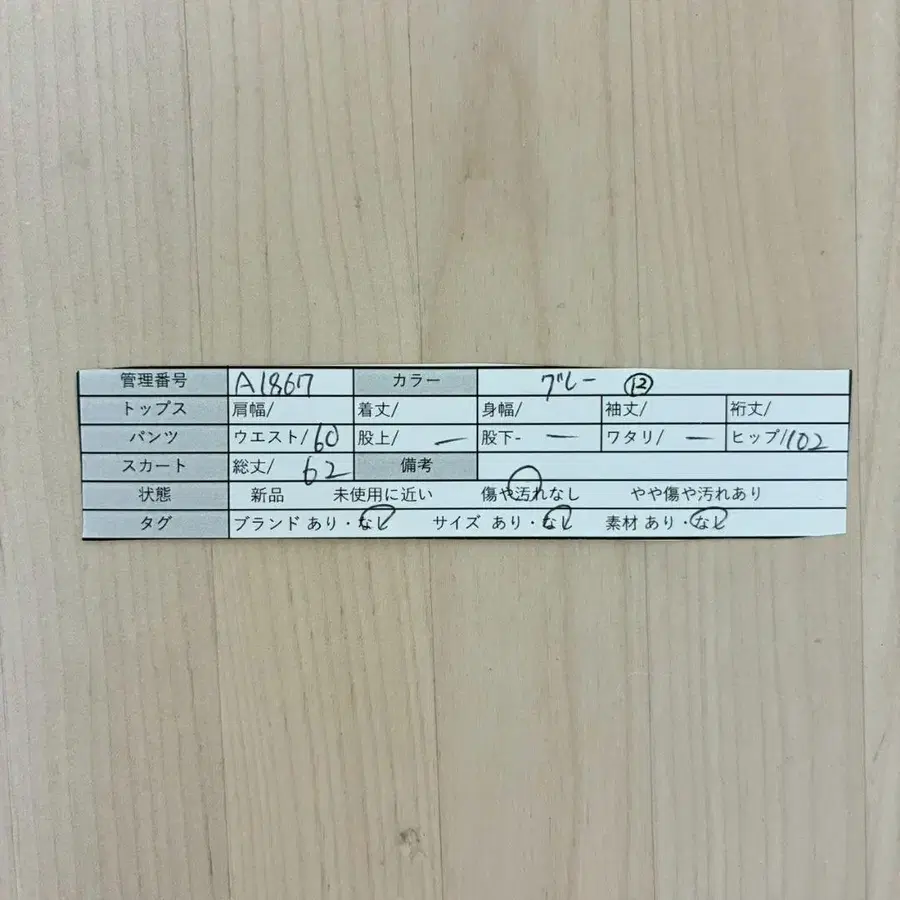 管理番号 A1867 カラー グレー ⑫
トップス 肩幅/ 着丈/ 身幅/ 袖丈/ 裄丈/
パンツ ウエスト/60 股上/ー 股下-ー ワタリ/ー ヒップ/102
スカート 総丈/62 備考
状態 新品 未使用に近い 傷や汚れなし やや傷や汚れあり
タグ ブランド あり・なし サイズ あり・なし 素材 あり・なし